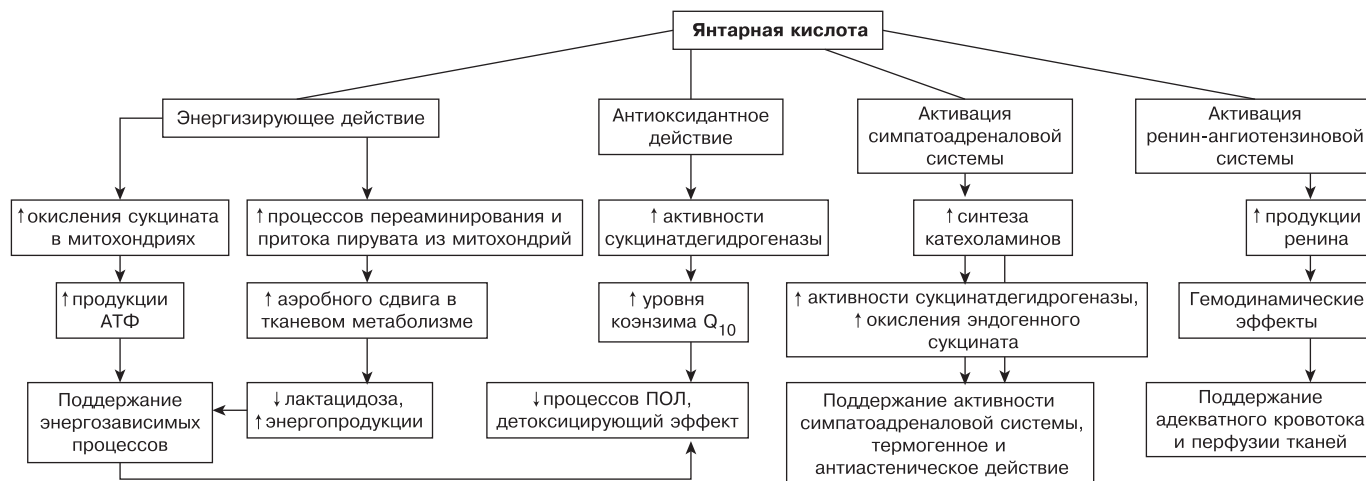 Янтарная кислота
Энергизирующее действие
Антиоксидантное
действие
Активация
симпатоадреналовой
системы
Активация
ренин-ангиотензиновой
системы
↑окисления сукцината
в митохондриях
↑процессов переаминирования и
притока пирувата из митохондрий
↑ активности
сукцинатдегидрогеназы
↑ синтеза
катехоламинов
↑ продукции
ренина
↑продукции
АТФ
↑ аэробного сдвига в
тканевом метаболизме
↑ уровня
коэнзима Q10
↑ активности сукцинатдегидрогеназы,
↑ окисления эндогенного
сукцината
Гемодинамические
эффекты
Поддержание
энергозависимых
процессов
↓ лактацидоза,
↑энергопродукции
↓процессов ПОЛ,
детоксицирующий эффект
Поддержание активности
симпатоадреналовой системы,
термогенное и
антиастеническое действие
Поддержание
адекватного кровотока
и перфузии тканей